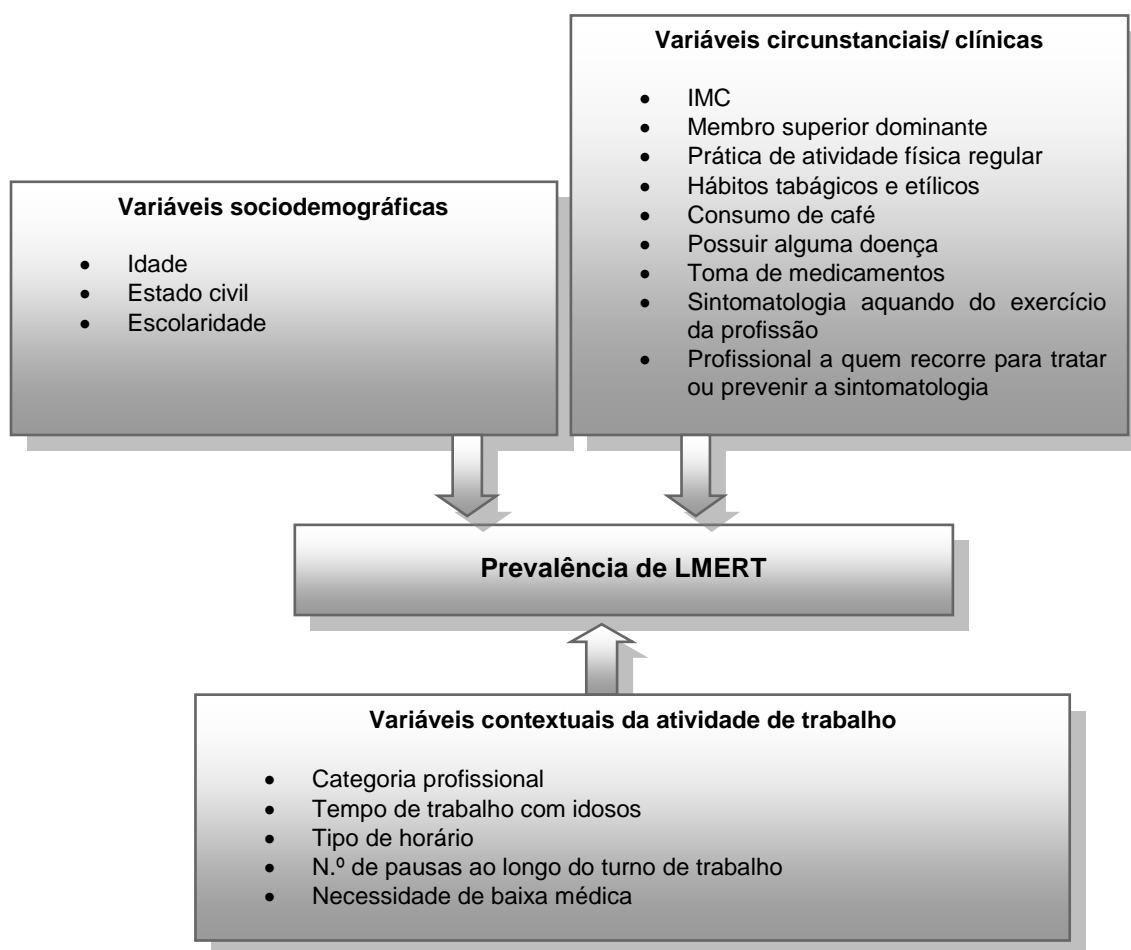 Variáveis circunstanciais/ clínicas
• IMC
• Membro superior dominante
• Prática de atividade física regular
• Hábitos tabágicos e etílicos
• Consumo de café
• Possuir alguma doença
• Toma de medicamentos
• Sintomatologia aquando do exercício
da profissão
• Profissional a quem recorre para tratar
ou prevenir a sintomatologia
Variáveis sociodemográficas
• Idade
• Estado civil
• Escolaridade
Prevalência de LMERT
Variáveis contextuais da atividade de trabalho
• Categoria profissional
• Tempo de trabalho com idosos
• Tipo de horário
• N.º de pausas ao longo do turno de trabalho
• Necessidade de baixa médica